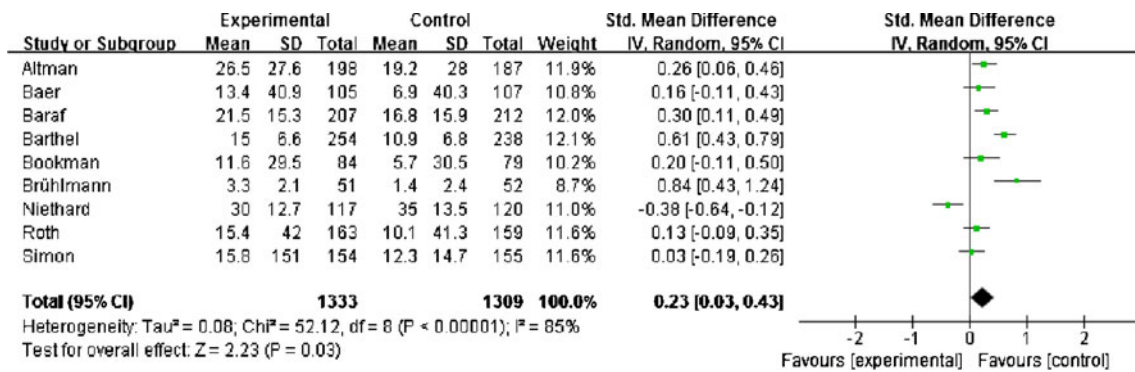 Experimental Control Std. Mean Difference Std. Mean Difference
Study or Subgroup Mean SD Total Mean SD Total Weight IV, Random, 95% CI IV, Random, 95% CI
Altman 26.5 27.6 198 19.2 28 187 11.9% 0.26 [0.06, 0.46]
Baer 13.4 40.9 105 6.9 40.3 107 10.8% 0.16 [-0.11, 0.43]
Baraf 21.5 15.3 207 16.8 15.9 212 12.0% 0.30 [0.11, 0.49]
Barthel 15 6.6 254 10.9 6.8 238 12.1% 0.61 [0.43, 0.79]
Bookman 11.6 29.5 84 5.7 30.5 79 10.2% 0.20 [-0.11, 0.50]
Brühlmann 3.3 2.1 51 1.4 2.4 52 8.7% 0.84 [0.43, 1.24]
Niethard 30 12.7 117 35 13.5 120 11.0% -0.38 [-0.64, -0.12]
Roth 15.4 42 163 10.1 41.3 159 11.6% 0.13 [-0.09, 0.35]
Simon 15.8 151 154 12.3 14.7 155 11.6% 0.03 [-0.19, 0.26]
Total (95% CI) 1333 1309 100.0% 0.23 [0.03, 0.43]
Heterogeneity: Tau² = 0.08; Chi² = 52.12, df = 8 (P < 0.00001); I² = 85%
Test for overall effect: Z = 2.23 (P = 0.03)
-2 -1 0 1 2
Favours [experimental] Favours [control]